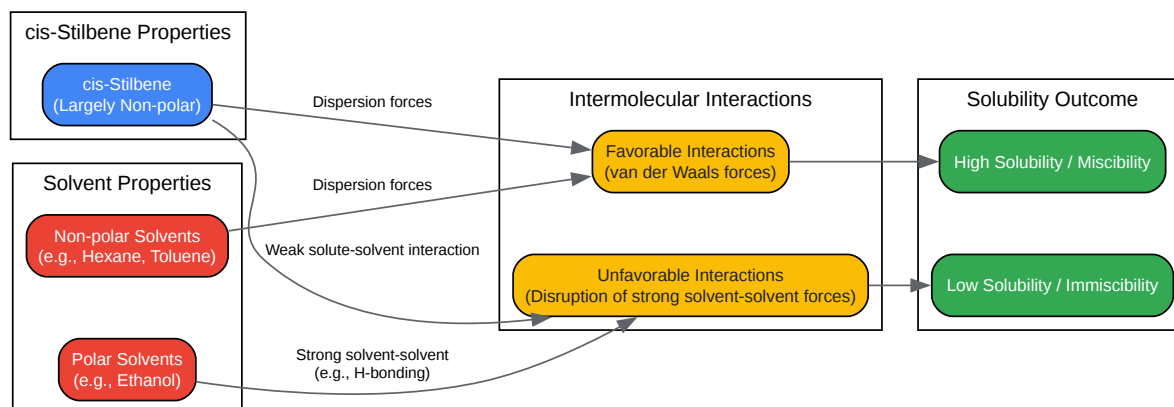 cis-Stilbene Properties
cis-Stilbene
(Largely Non-polar)
Solvent Properties
Non-polar Solvents
(e.g., Hexane, Toluene)
Polar Solvents
(e.g., Ethanol)
Dispersion forces
Dispersion forces
Weak solute-solvent interaction
Strong solvent-solvent
(e.g., H-bonding)
Intermolecular Interactions
Favorable Interactions
(van der Waals forces)
Unfavorable Interactions
(Disruption of strong solvent-solvent forces)
Solubility Outcome
High Solubility / Miscibility
Low Solubility / Immiscibility